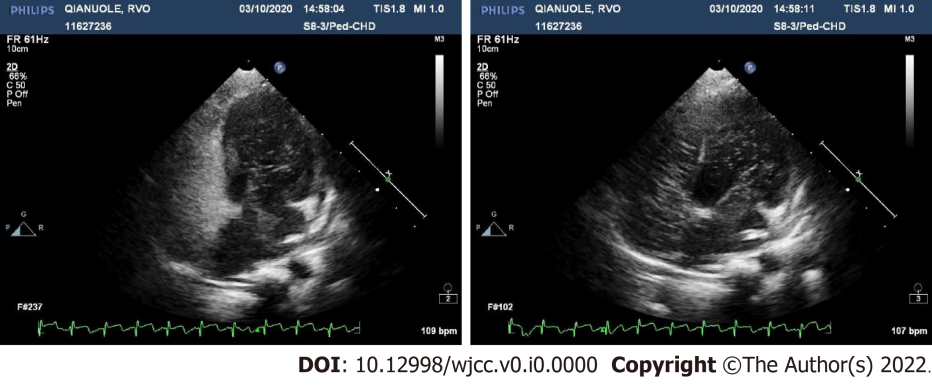 PHILIPS QIANUOLE, RVO 03/10/2020 14:58:04 TIS1.8 MI 1.0
11627236 S8-3/Ped-CHD
FR 61Hz
10cm
M3
2D
66%
C 50
P Off
Pen
P
G
P R
2
F#237
109 bpm
PHILIPS QIANUOLE, RVO 03/10/2020 14:58:11 TIS1.8 MI 1.0
11627236 S8-3/Ped-CHD
FR 61Hz
10cm
M3
2D
66%
C 50
P Off
Pen
P
G
P R
3
F#102
107 bpm
DOI: 10.12998/wjcc.v0.i0.0000 Copyright ©The Author(s) 2022.